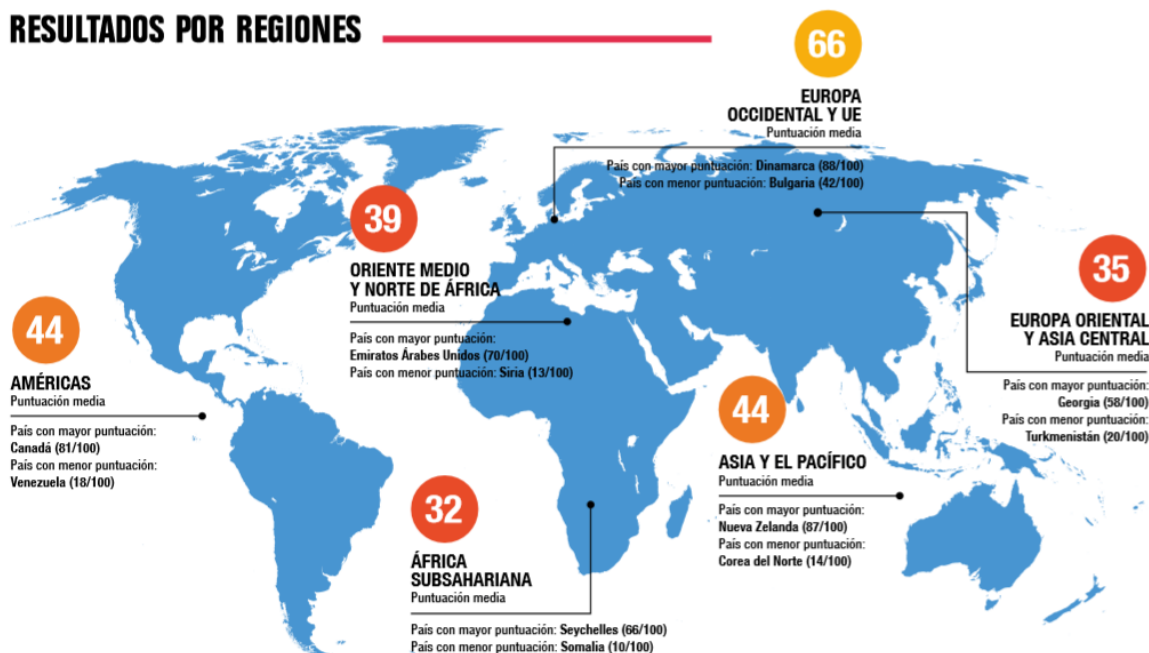 RESULTADOS POR REGIONES
66
EUROPA
OCCIDENTAL Y UE
Puntuación media
País con mayor puntuación: Dinamarca (88/100)
País con menor puntuación: Bulgaria (42/100)
39
ORIENTE MEDIO
Y NORTE DE ÁFRICA
Puntuación media
País con mayor puntuación:
Emiratos Árabes Unidos (70/100)
País con menor puntuación: Siria (13/100)
35
EUROPA ORIENTAL
Y ASIA CENTRAL
Puntuación media
País con mayor puntuación:
Georgia (58/100)
País con menor puntuación:
Turkmenistán (20/100)
44
AMÉRICAS
Puntuación media
País con mayor puntuación:
Canadá (81/100)
País con menor puntuación:
Venezuela (18/100)
44
ASIA Y EL PACÍFICO
Puntuación media
País con mayor puntuación:
Nueva Zelanda (87/100)
País con menor puntuación:
Corea del Norte (14/100)
32
ÁFRICA
SUBSAHARIANA
Puntuación media
País con mayor puntuación: Seychelles (66/100)
País con menor puntuación: Somalia (10/100)